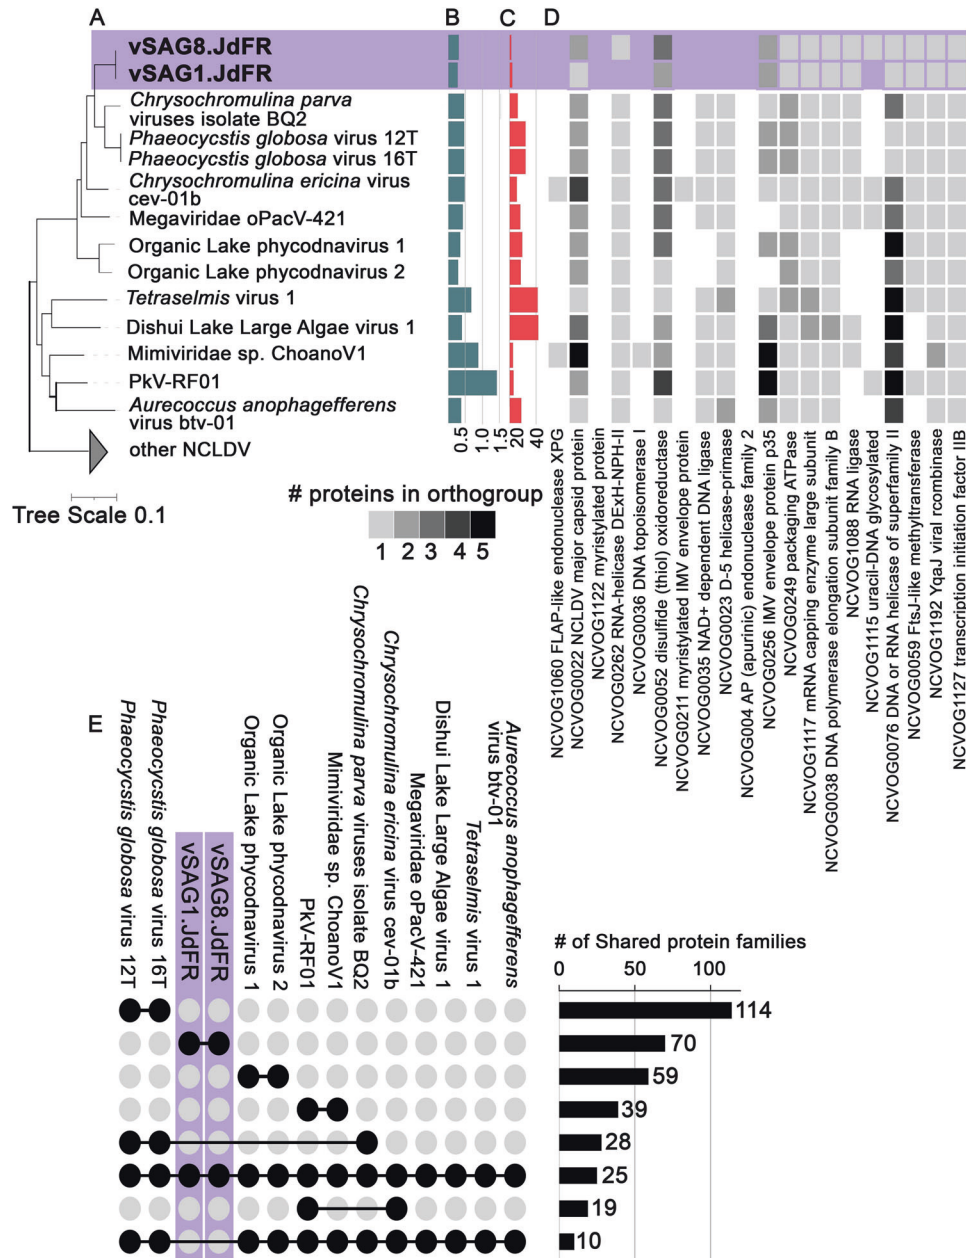 A
B
C
D
vSAG8.JdFR
vSAG1.JdFR
Chrysochromulina parva
viruses isolate BQ2
Phaeocycstis globosa virus 12T
Phaeocycstis globosa virus 16T
Chrysochromulina ericina virus
cev-01b
Megaviridae oPacV-421
Organic Lake phycodnavirus 1
Organic Lake phycodnavirus 2
Tetraselmis virus 1
Dishui Lake Large Algae virus 1
Mimiviridae sp. ChoanoV1
PkV-RF01
Aurecoccus anophagefferens
virus btv-01
other NCLDV
Tree Scale 0.1
0.5
1.0
1.5
20
40
# proteins in orthogroup
1 2 3 4 5
NCVOG1060 FLAP-like endonuclease XPG
NCVOG0022 NCLDV major capsid protein
NCVOG1122 myristylated protein
NCVOG0262 RNA-helicase DExH-NPH-II
NCVOG0036 DNA topoisomerase I
NCVOG0052 disulfide (thiol) oxidoreductase
NCVOG0211 myristylated IMV envelope protein
NCVOG0035 NAD+ dependent DNA ligase
NCVOG0023 D-5 helicase-primase
NCVOG004 AP (apurinic) endonuclease family 2
NCVOG0256 IMV envelope protein p35
NCVOG0249 packaging ATPase
NCVOG1117 mRNA capping enzyme large subunit
NCVOG0038 DNA polymerase elongation subunit family B
NCVOG1088 RNA ligase
NCVOG1115 uracil-DNA glycosylated
NCVOG0076 DNA or RNA helicase of superfamily II
NCVOG0059 FtsJ-like methyltransferase
NCVOG1192 YqaJ viral recombinase
NCVOG1127 transcription initiation factor IIB
E
Phaeocycstis globosa virus 12T
Phaeocycstis globosa virus 16T
vSAG1.JdFR
vSAG8.JdFR
Organic Lake phycodnavirus 1
Organic Lake phycodnavirus 2
PkV-RF01
Mimiviridae sp. ChoanoV1
Chrysochromulina parva viruses isolate BQ2
Chrysochromulina ericina virus cev-01b
Megaviridae oPacV-421
Dishui Lake Large Algae virus 1
Tetraselmis virus 1
Aurecoccus anophagefferens
virus btv-01
# of Shared protein families
0 50 100
114
70
59
39
28
25
19
10